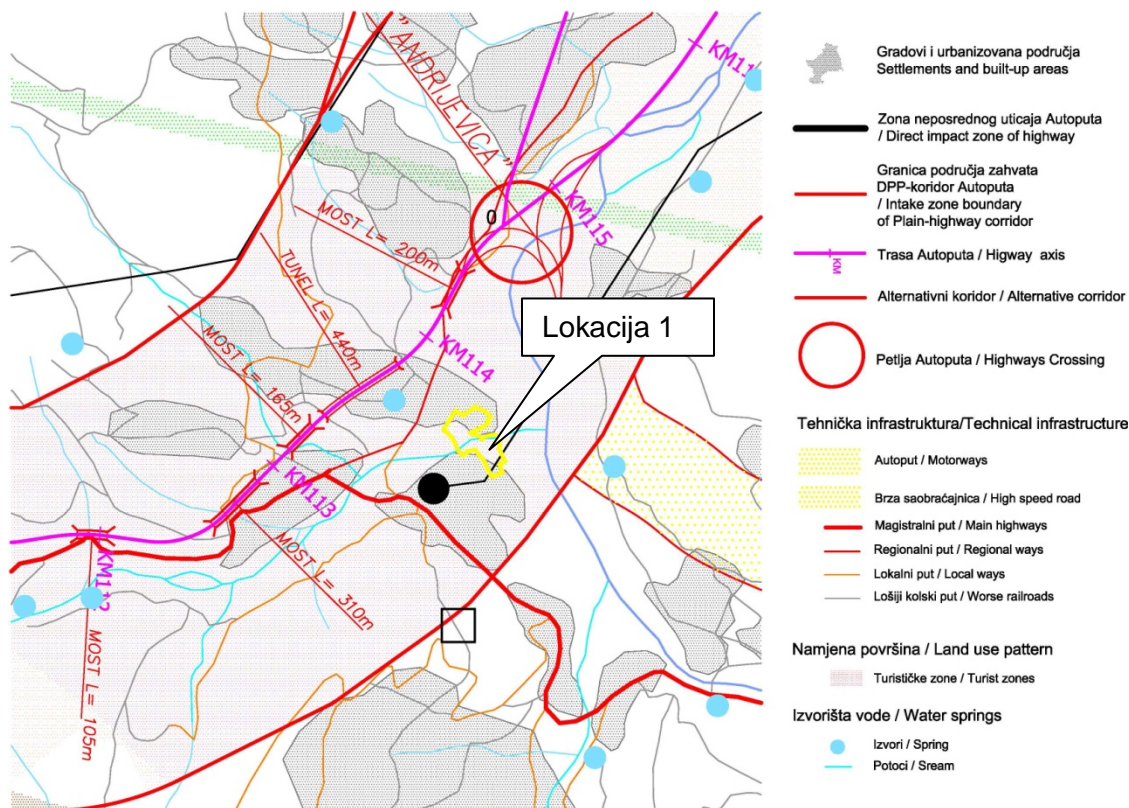 " ANDRIJEVICA "
KM11
0
KM115
MOST L= 200m
TUNEL L= 440m
MOST L= 165m
KM114
Lokacija 1
KM113
MOST L= 310m
MOST L= 105m
Gradovi i urbanizovana područja
Settlements and built-up areas
Zona neposrednog uticaja Autoputa
/ Direct impact zone of highway
Granica područja zahvata
DPP-koridor Autoputa
/ Intake zone boundary
of Plain-highway corridor
KM
Trasa Autoputa / Higway axis
Alternativni koridor / Alternative corridor
Petlja Autoputa / Highways Crossing
Tehnička infrastruktura/Technical infrastructure
Autoput / Motorways
Brza saobraćajnica / High speed road
Magistralni put / Main highways
Regionalni put / Regional ways
Lokalni put / Local ways
Lošiji kolski put / Worse railroads
Namjena površina / Land use pattern
Turističke zone / Turist zones
Izvorišta vode / Water springs
Izvori / Spring
Potoci / Sream